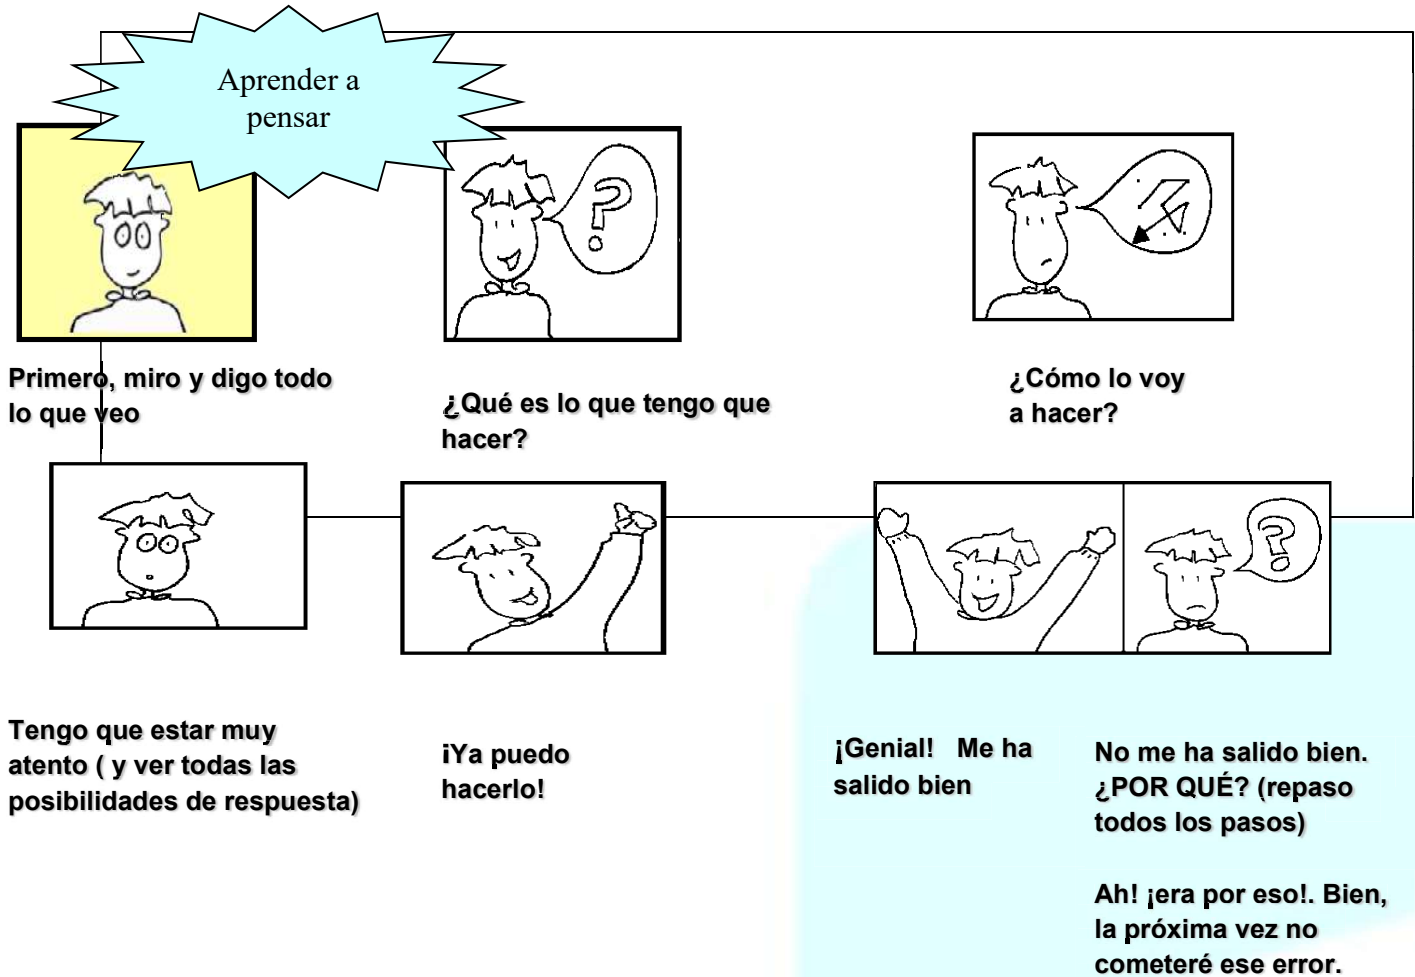 Aprender a
pensar
Primero, miro y digo todo
lo que veo
¿Qué es lo que tengo que
hacer?
¿Cómo lo voy
a hacer?
Tengo que estar muy
atento ( y ver todas las
posibilidades de respuesta)
¡Ya puedo
hacerlo!
¡Genial!   Me ha
salido bien
No me ha salido bien.
¿POR QUÉ? (repaso
todos los pasos)
Ah! ¡era por eso!. Bien,
la próxima vez no
cometeré ese error.